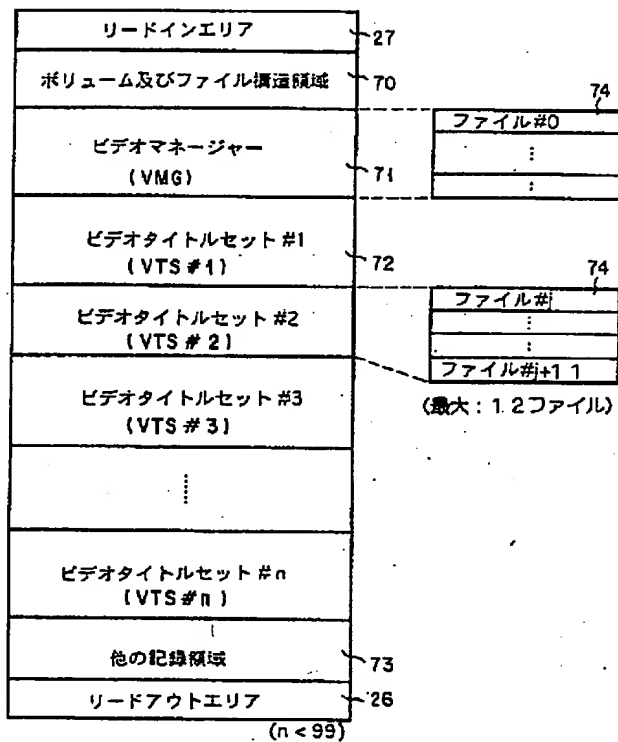 リードインエリア
27
ボリューム及びファイル構造領域
70
74
ファイル#0
ビデオマネージャー
(VMG)
71
ビデオタイトルセット #1
(VTS #1)
72
74
ファイル#j
ビデオタイトルセット #2
(VTS # 2)
ファイル#j+1 1
(最大 : 1 2ファイル)
ビデオタイトルセット #3
(VTS # 3)
ビデオタイトルセット #n
(VTS #n)
他の記録領域
73
リードアウトエリア
26
(n < 99)